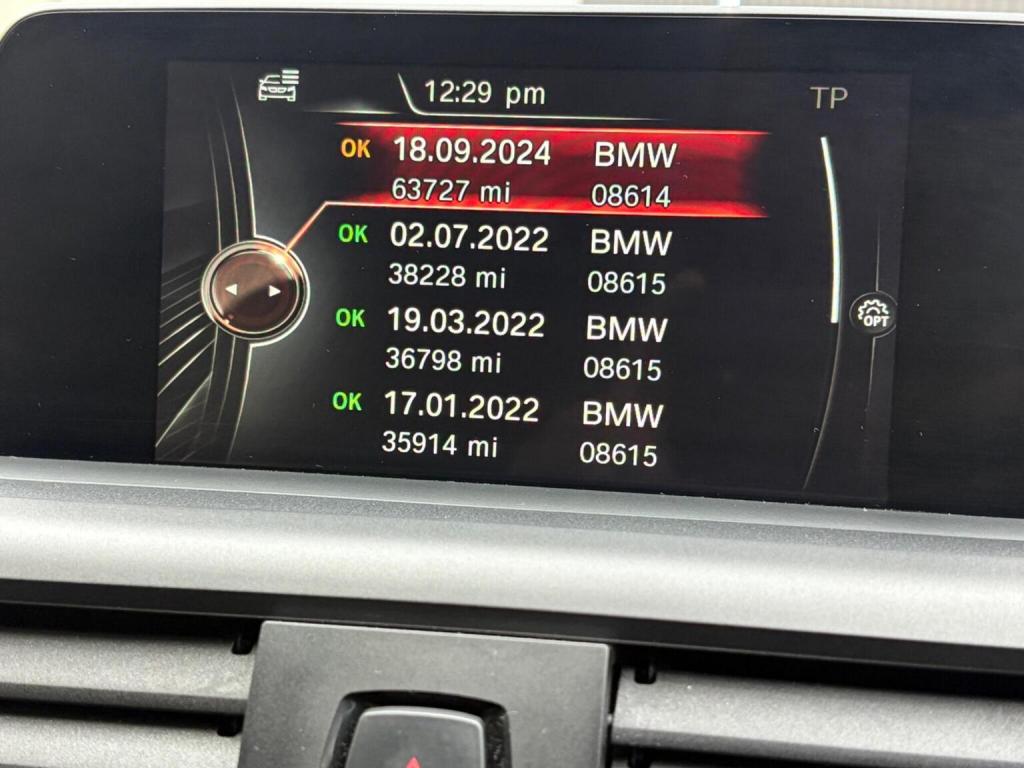 12:29 pm
TP
OK 18.09.2024 BMW
63727 mi 08614
OK 02.07.2022 BMW
38228 mi 08615
OK 19.03.2022 BMW
36798 mi 08615
OPT
OK 17.01.2022 BMW
35914 mi 08615